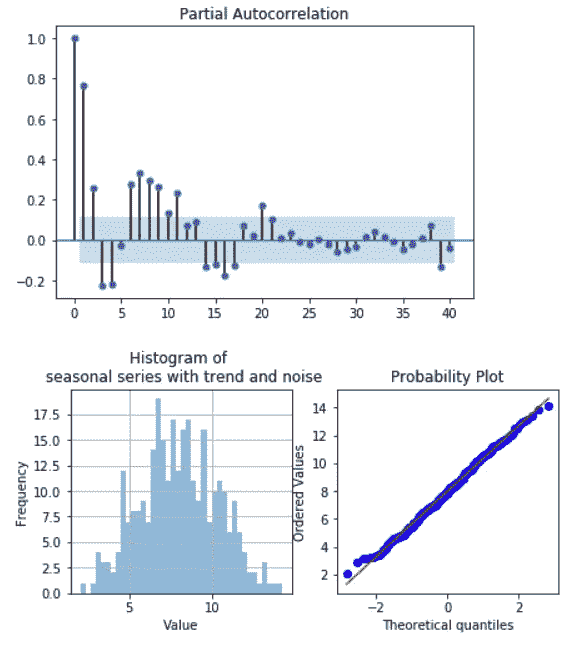 Partial Autocorrelation
1.0
0.8
0.6
0.4
0.2
0.0
−0.2
0 5 10 15 20 25 30 35 40
Histogram of
seasonal series with trend and noise
17.5
15.0
12.5
10.0
7.5
5.0
2.5
0.0
Frequency
5 10
Value
Probability Plot
14
12
10
8
6
4
2
Ordered Values
−2 0 2
Theoretical quantiles